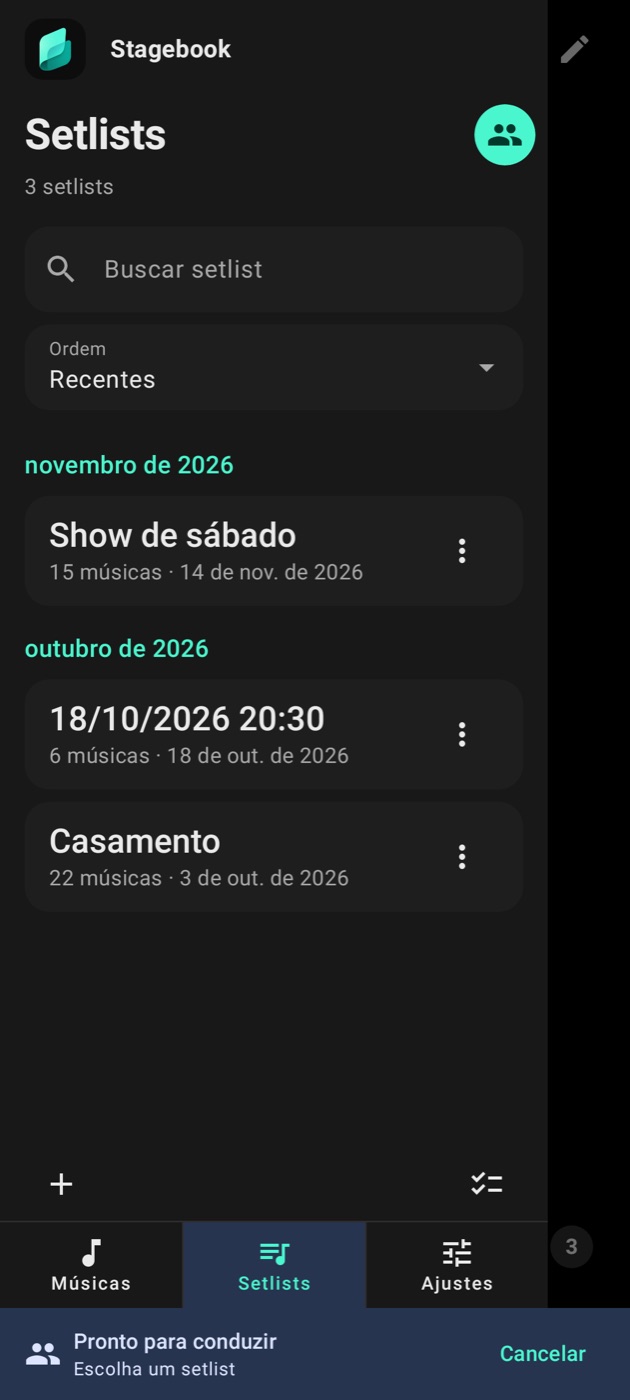 Stagebook
Setlists
3 setlists
Buscar setlist
Ordem
Recentes
novembro de 2026
Show de sábado
15 músicas · 14 de nov. de 2026
outubro de 2026
18/10/2026 20:30
6 músicas · 18 de out. de 2026
Casamento
22 músicas · 3 de out. de 2026
3
Músicas
Setlists
Ajustes
Pronto para conduzir
Escolha um setlist
Cancelar